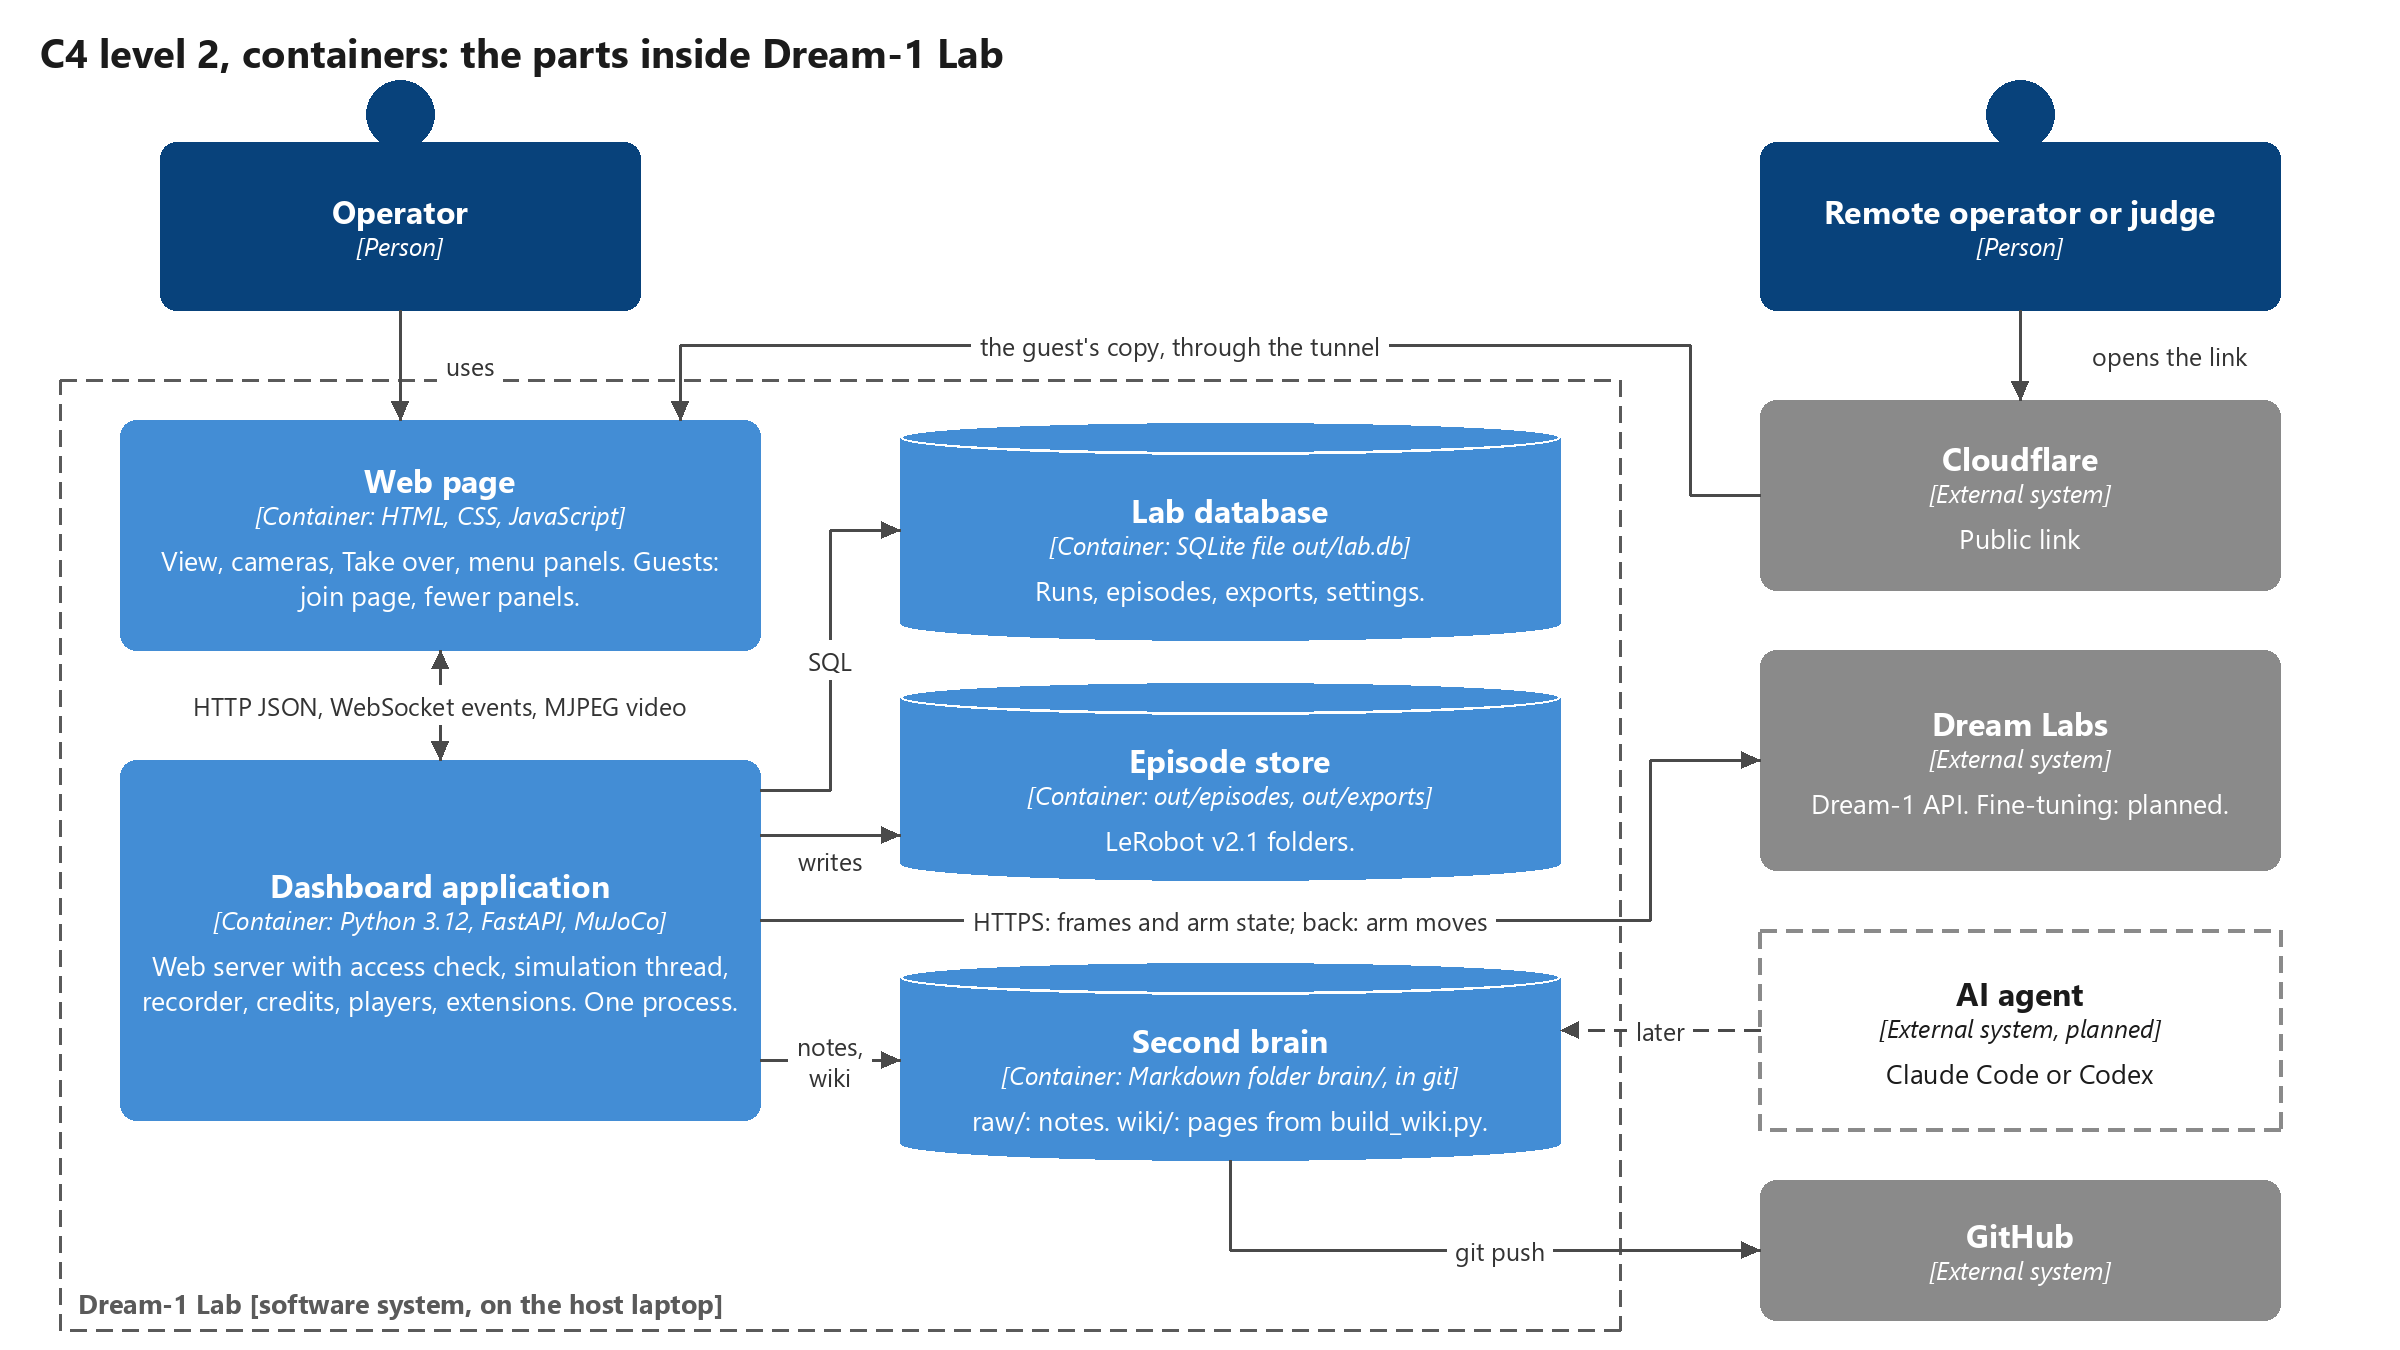 C4 level 2, containers: the parts inside Dream-1 Lab
Operator
[Person]
Remote operator or judge
[Person]
uses
the guest's copy, through the tunnel
opens the link
Web page
[Container: HTML, CSS, JavaScript]
View, cameras, Take over, menu panels. Guests:
join page, fewer panels.
Lab database
[Container: SQLite file out/lab.db]
Runs, episodes, exports, settings.
Cloudflare
[External system]
Public link
SQL
HTTP JSON, WebSocket events, MJPEG video
Episode store
[Container: out/episodes, out/exports]
LeRobot v2.1 folders.
Dream Labs
[External system]
Dream-1 API. Fine-tuning: planned.
writes
Dashboard application
[Container: Python 3.12, FastAPI, MuJoCo]
Web server with access check, simulation thread,
recorder, credits, players, extensions. One process.
HTTPS: frames and arm state; back: arm moves
notes,
wiki
Second brain
[Container: Markdown folder brain/, in git]
raw/: notes. wiki/: pages from build_wiki.py.
later
AI agent
[External system, planned]
Claude Code or Codex
git push
GitHub
[External system]
Dream-1 Lab [software system, on the host laptop]